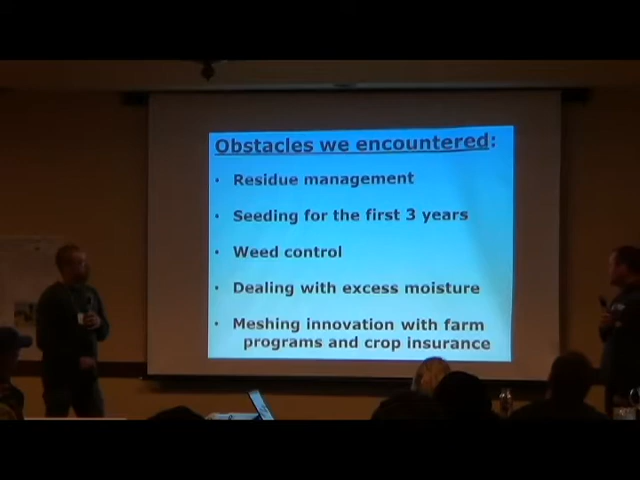 Obstacles we encountered:
• Residue management
• Seeding for the first 3 years
• Weed control
• Dealing with excess moisture
• Meshing innovation with farm
programs and crop insurance